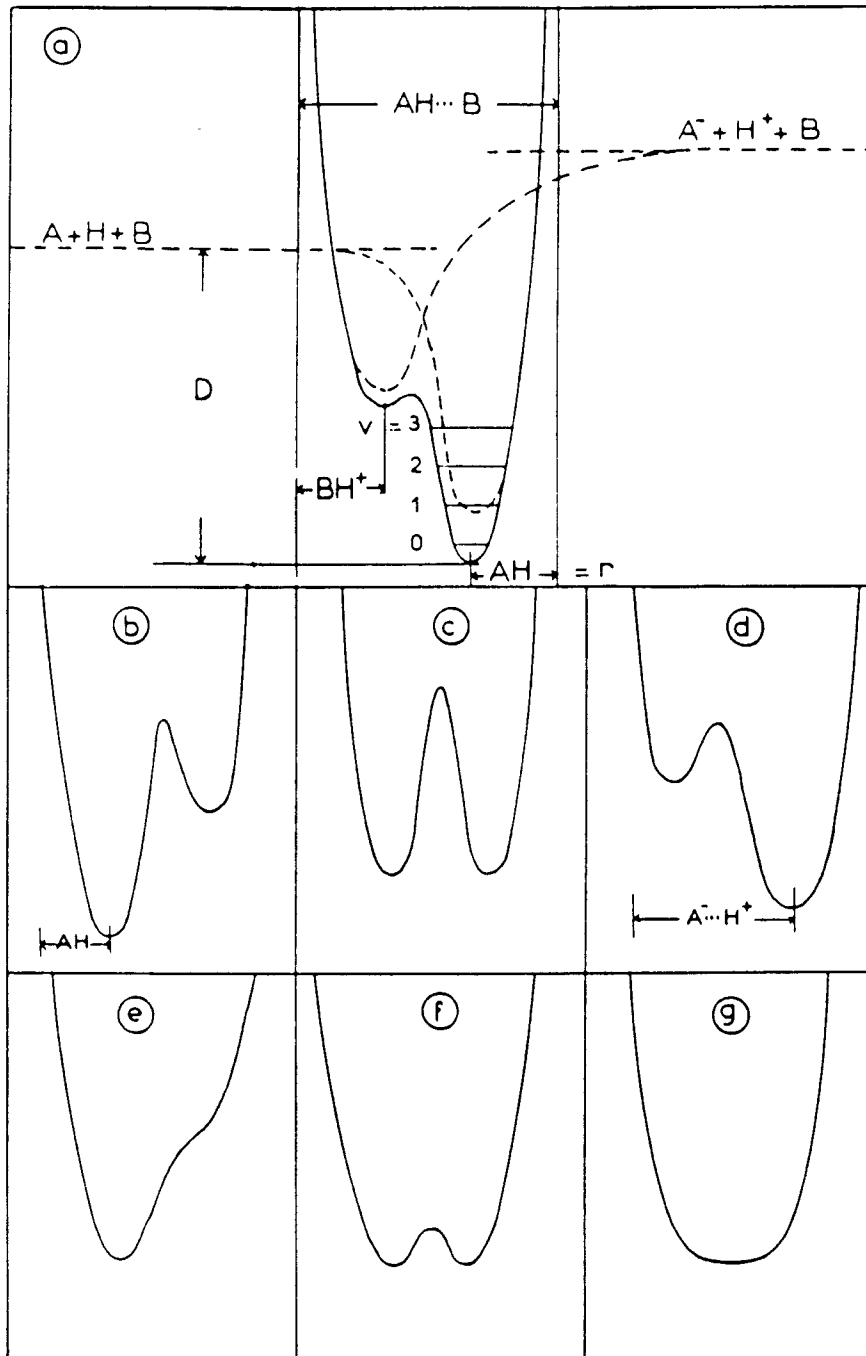 a
AH··· B
A⁻ + H⁺ + B
A + H + B
D
v = 3
2
1
0
BH⁺
AH = r
b
c
d
AH
A⁻···H⁺
e
f
g